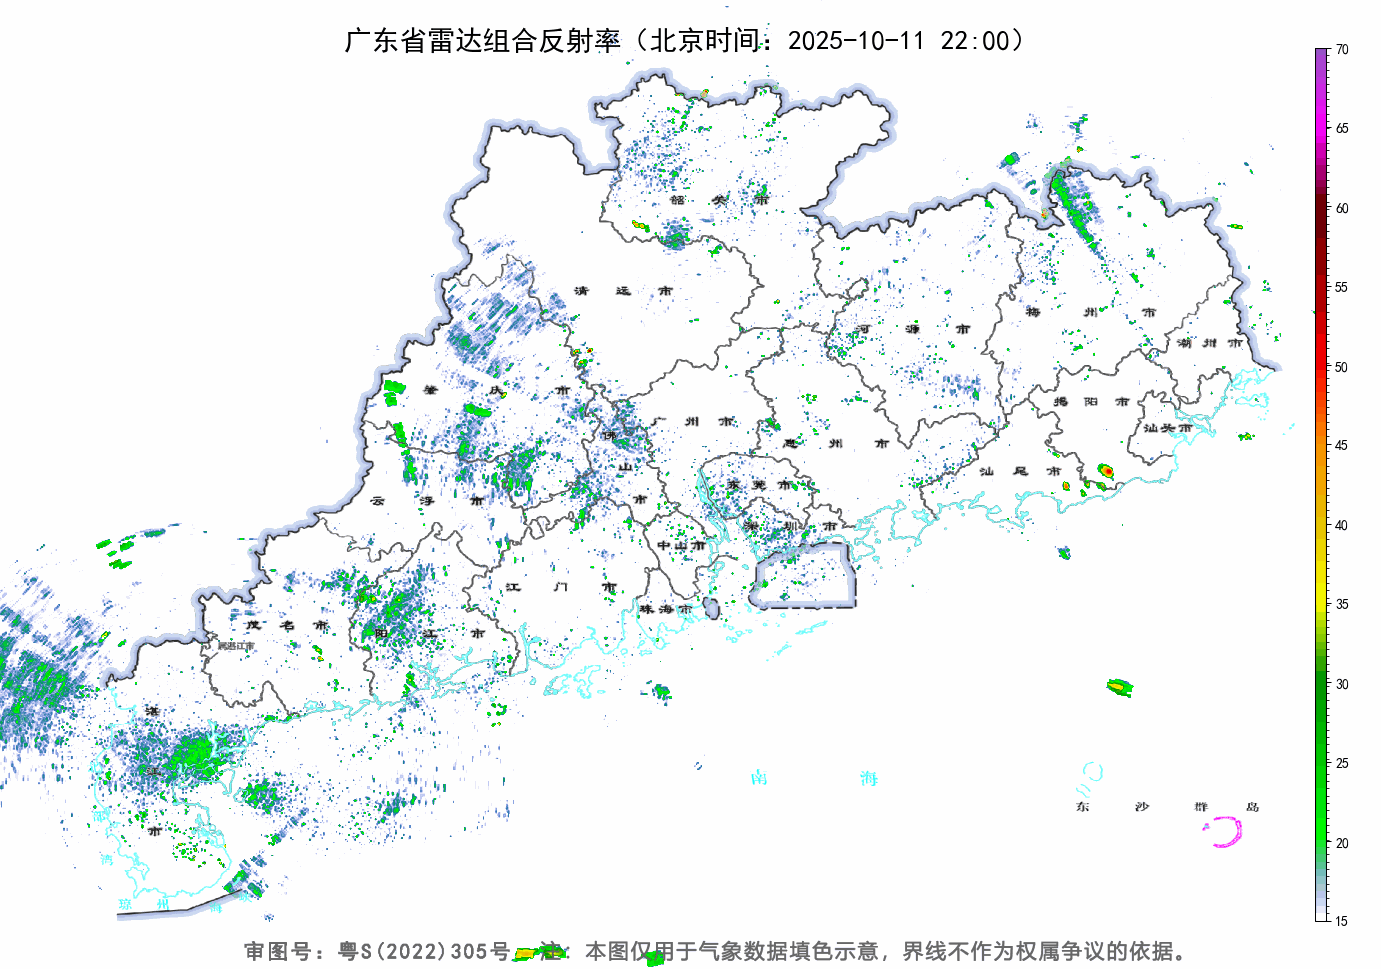 广东省雷达组合反射率（北京时间：2025-10-11 22:00）
70
65
60
55
50
45
40
35
30
25
20
15
韶 关 市
清 远 市
河 源 市
梅 州 市
潮 州 市
肇 庆 市
广 州 市
惠 州 市
揭 阳 市
汕头市
佛 山 市
东 莞 市
汕 尾 市
云 浮 市
深 圳 市
中山市
江 门 市
珠海市
茂 名 市
阳 江 市
属湛江市
湛 江 市
南 海
东 沙 群 岛
湾
琼 州 海
审图号：粤S(2022)305号 注：本图仅用于气象数据填色示意，界线不作为权属争议的依据。